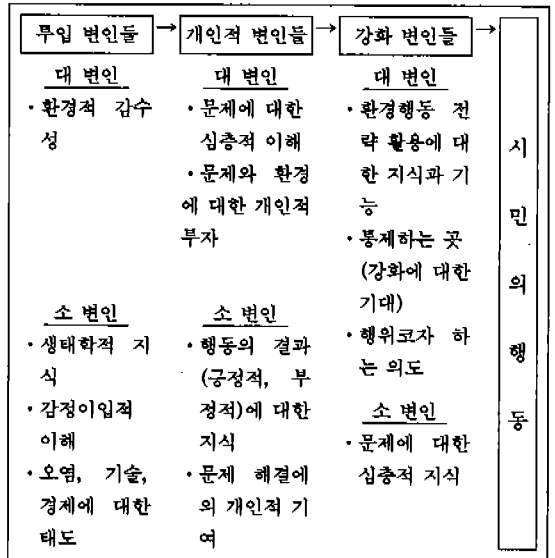 투입 변인들 → 개인적 변인들 → 강화 변인들 →
대 변인
· 환경적 감수
성
소 변인
· 생태학적 지
식
· 감정이입적
이해
· 오염, 기술,
경제에 대한
태도
대 변인
· 문제에 대한
심층적 이해
· 문제와 환경
에 대한 개인적
부자
소 변인
· 행동의 결과
(긍정적, 부
정적)에 대한
지식
· 문제 해결에
의 개인적 기
여
대 변인
· 환경행동 전
략 활용에 대
한 지식과 기
능
· 통제하는 곳
(강화에 대한
기대)
· 행위코자 하
는 의도
소 변인
· 문제에 대한
심층적 지식
시
민
의
행
동